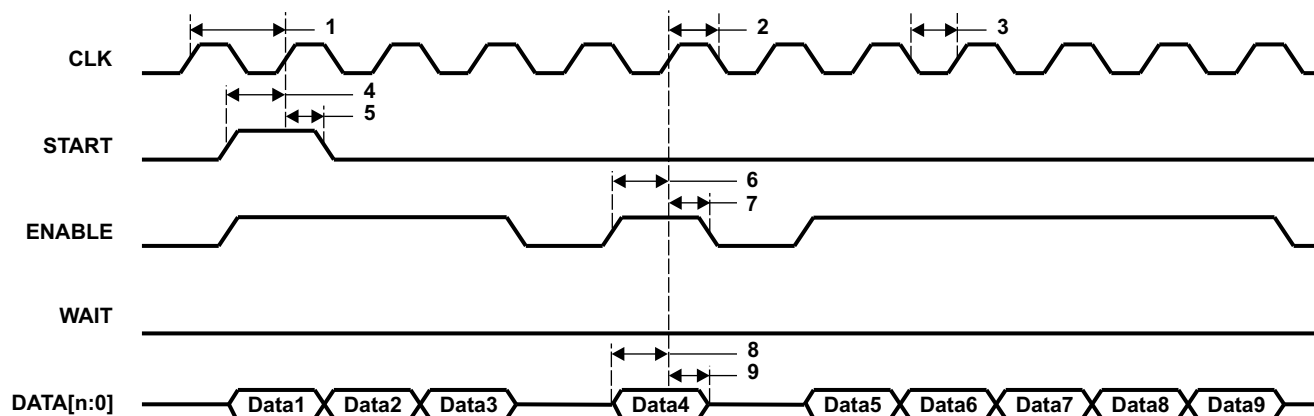 1 2 3
CLK
4
5
START
6
7
ENABLE
WAIT
8
9
DATA[n:0] Data1 Data2 Data3 Data4 Data5 Data6 Data7 Data8 Data9